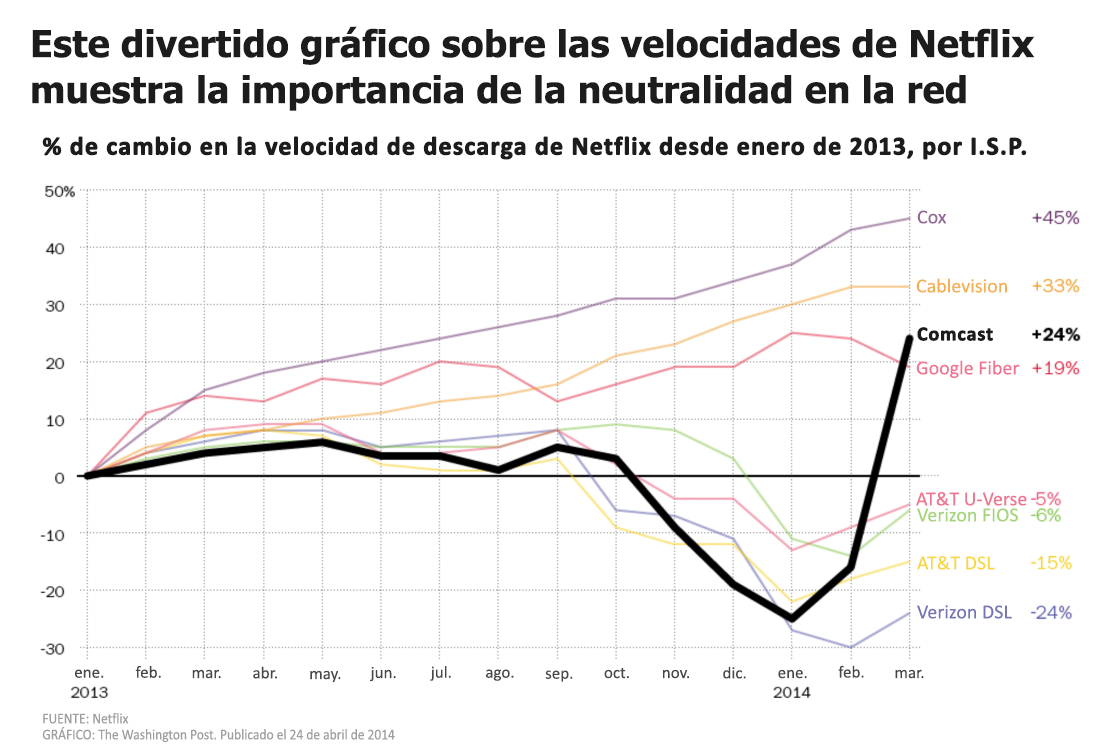 Este divertido gráfico sobre las velocidades de Netflix
muestra la importancia de la neutralidad en la red
% de cambio en la velocidad de descarga de Netflix desde enero de 2013, por I.S.P.
50%
40
30
20
10
0
-10
-20
-30
Cox +45%
Cablevision +33%
Comcast +24%
Google Fiber +19%
AT&T U-Verse -5%
Verizon FIOS -6%
AT&T DSL -15%
Verizon DSL -24%
ene. feb. mar. abr. may. jun. jul. ago. sep. oct. nov. dic. ene. feb. mar.
2013 2014
FUENTE: Netflix
GRÁFICO: The Washington Post. Publicado el 24 de abril de 2014